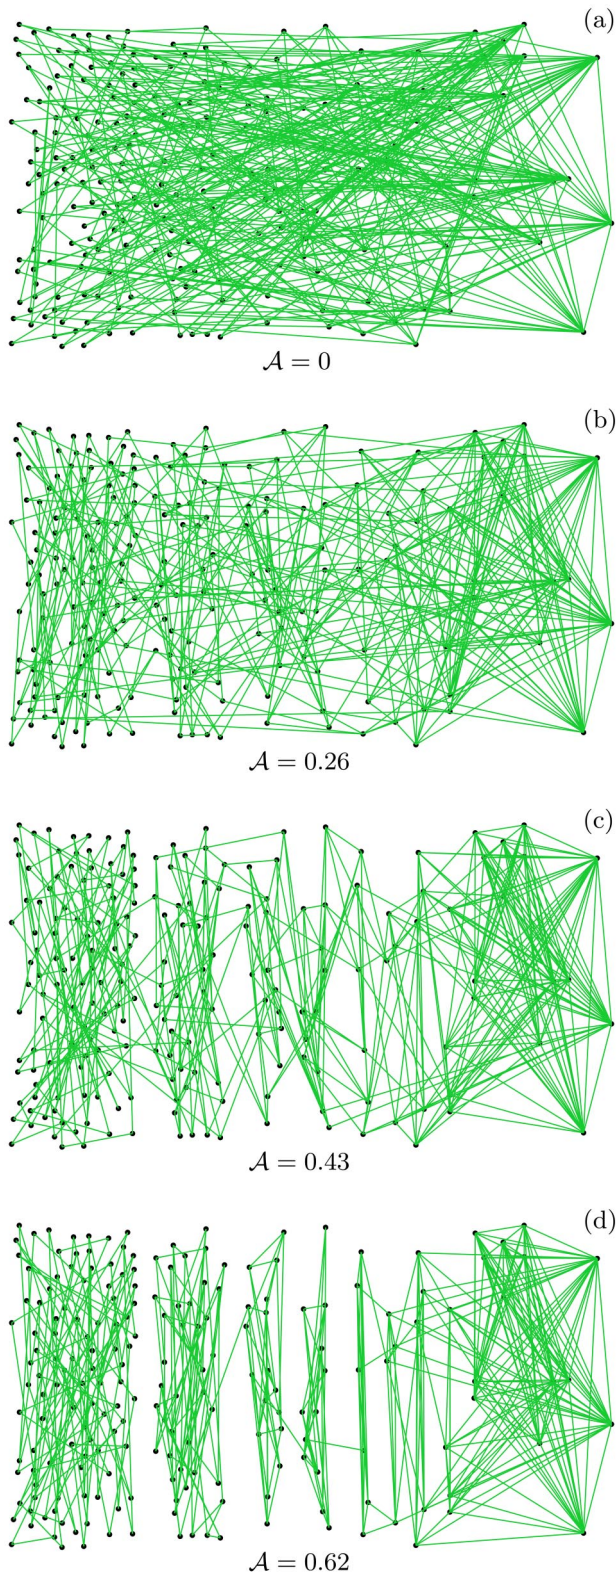 (a)
𝒜 = 0
(b)
𝒜 = 0.26
(c)
𝒜 = 0.43
(d)
𝒜 = 0.62